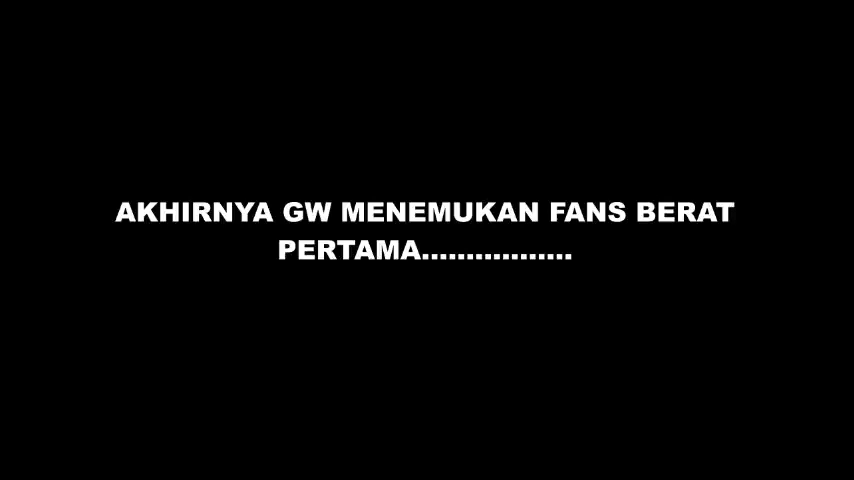 AKHIRNYA GW MENEMUKAN FANS BERAT
PERTAMA.................